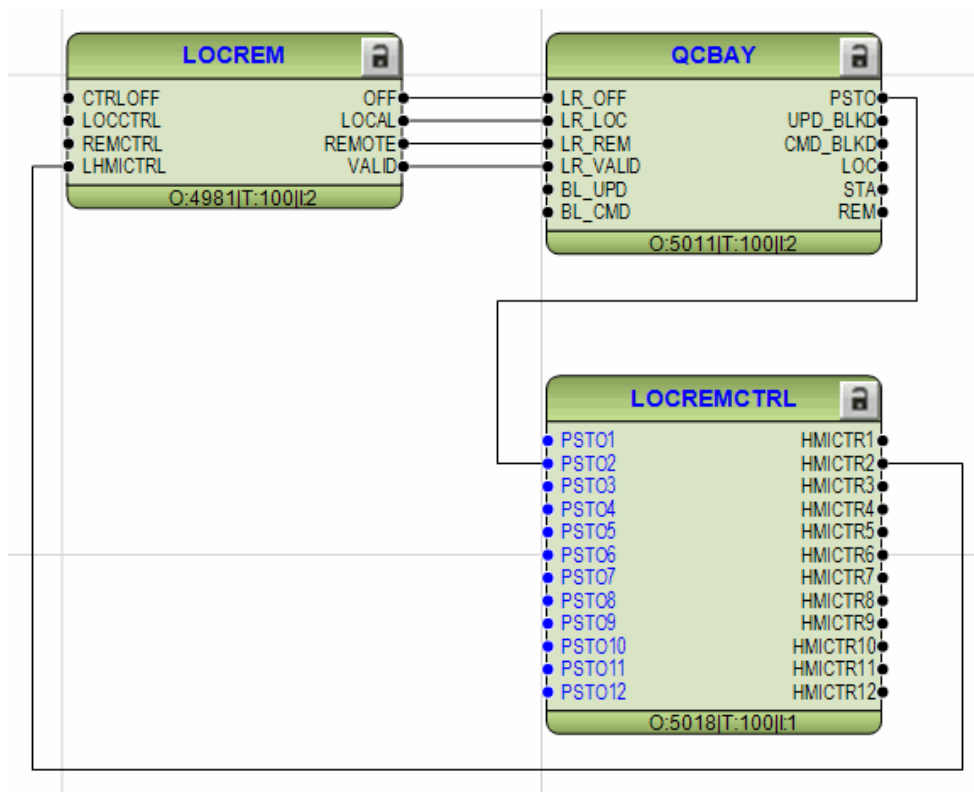 LOCREM
CTRLOFF OFF
LOCCTRL LOCAL
REMCTRL REMOTE
LHMICTRL VALID
O:4981|T:100|I:2
QCBAY
LR_OFF PSTO
LR_LOC UPD_BLKD
LR_REM CMD_BLKD
LR_VALID LOC
BL_UPD STA
BL_CMD REM
O:5011|T:100|I:2
LOCREMCTRL
PSTO1 HMICTR1
PSTO2 HMICTR2
PSTO3 HMICTR3
PSTO4 HMICTR4
PSTO5 HMICTR5
PSTO6 HMICTR6
PSTO7 HMICTR7
PSTO8 HMICTR8
PSTO9 HMICTR9
PSTO10 HMICTR10
PSTO11 HMICTR11
PSTO12 HMICTR12
O:5018|T:100|I:1